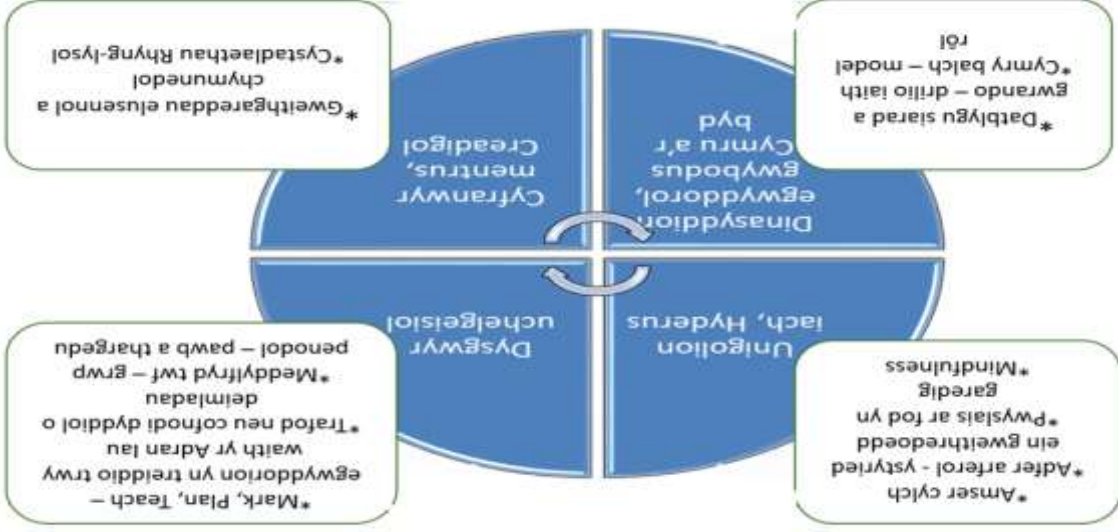 *Amser cylch
*Adfer arferol - ystyried
ein gweithredoedd
*Pwyslais ar fod yn
garedig
*Mindfulness
Unigolion
iach, Hyderus
Dysgwyr
uchelgeisiol
*Mark, Plan, Teach –
egwyddorion yn treiddio trwy
waith yr Adran Iau
*Trafod neu cofnodi dyddiol o
deimladau
*Meddylfryd twf – grwp
penodol – pawb a thargedu
*Datblygu siarad a
gwrando – drilio iaith
*Cymry balch – model
rôl
Dinasyddion
egwyddorol,
gwybodus
Cymru a'r
byd
Cyfranwyr
mentrus,
Creadigol
*Gweithgareddau elusennol a
chymunedol
*Cystadlaethau Rhyng-lysol